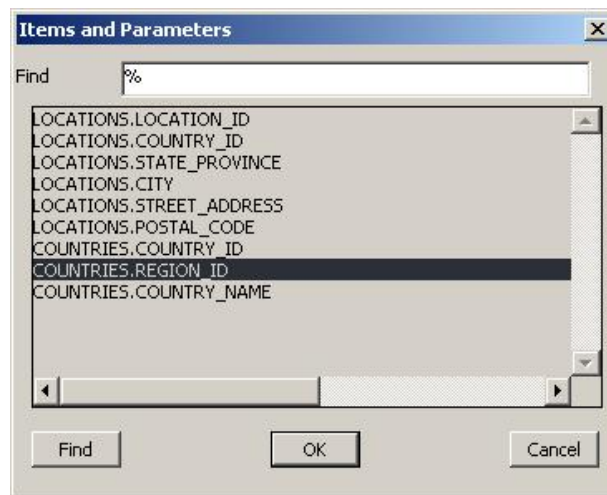 Items and Parameters
Find %
LOCATIONS.LOCATION_ID
LOCATIONS.COUNTRY_ID
LOCATIONS.STATE_PROVINCE
LOCATIONS.CITY
LOCATIONS.STREET_ADDRESS
LOCATIONS.POSTAL_CODE
COUNTRIES.COUNTRY_ID
COUNTRIES.REGION_ID
COUNTRIES.COUNTRY_NAME
Find OK Cancel